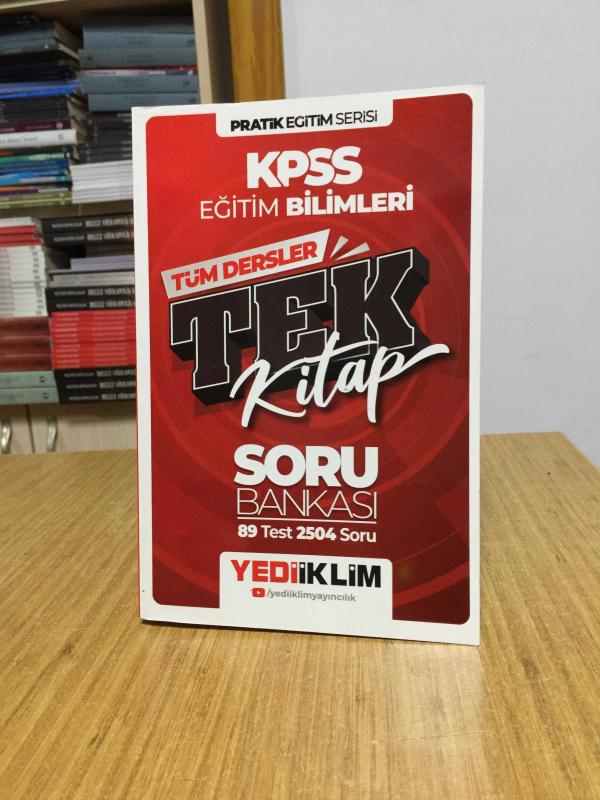 PRATİK EĞİTİM SERİSİ
KPSS
EĞİTİM BİLİMLERİ
TÜM DERSLER
TEK
Kitap
SORU
BANKASI
89 Test 2504 Soru
YEDİİKLİM
/yediiklimyayıncılık